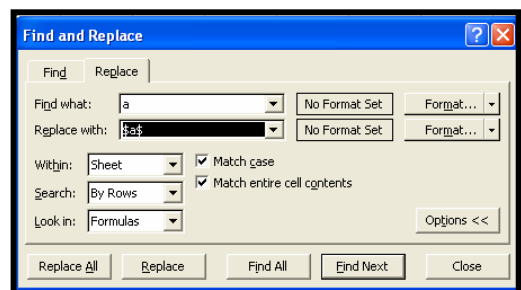 Find and Replace
Find Replace
Find what: a No Format Set Format...
Replace with: $a$ No Format Set Format...
Within: Sheet Match case
Search: By Rows Match entire cell contents
Look in: Formulas Options <<
Replace All Replace Find All Find Next Close